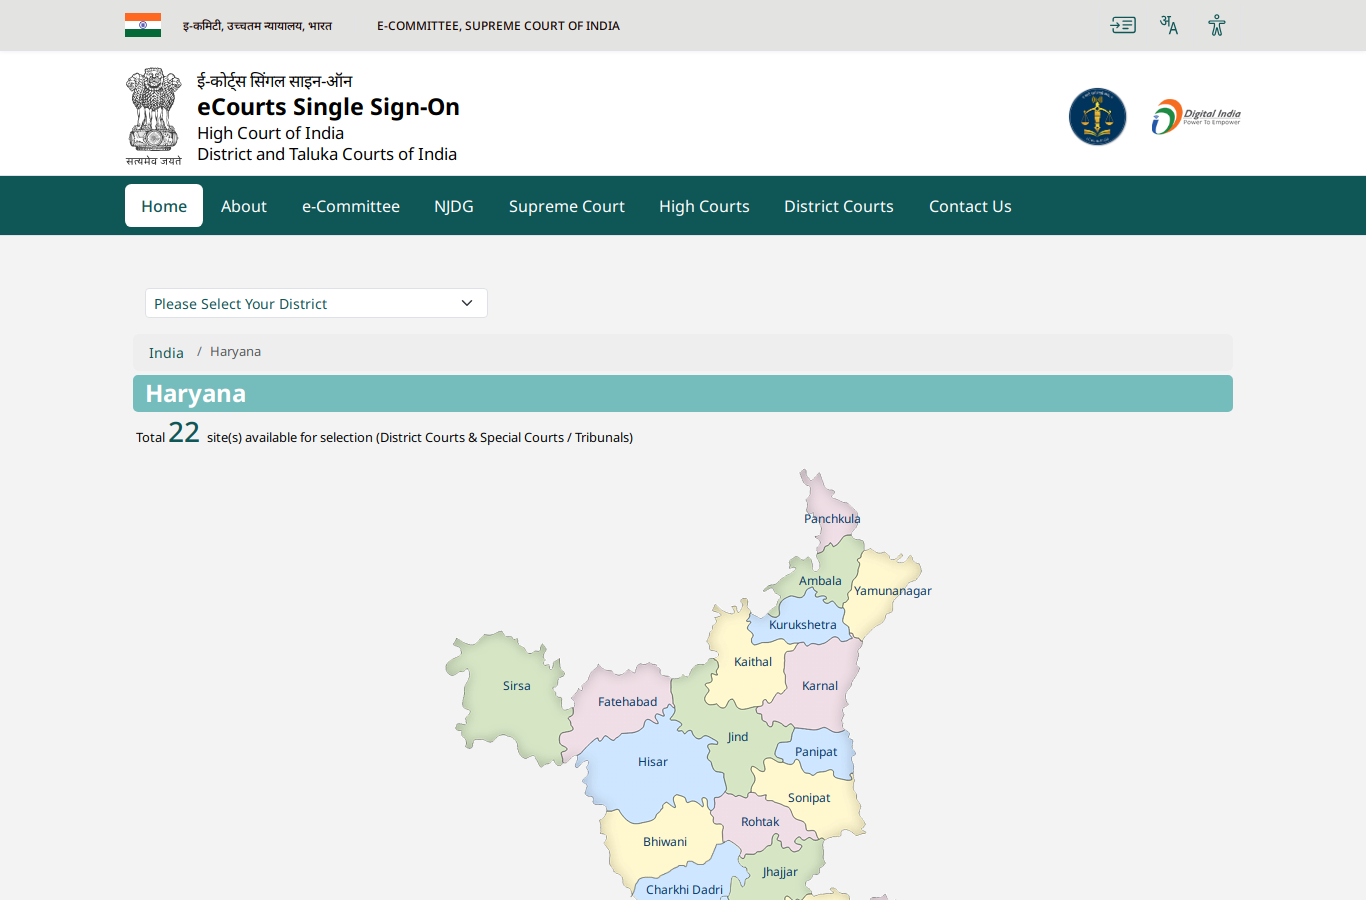 इ-कमिटी, उच्चतम न्यायालय, भारत
E-COMMITTEE, SUPREME COURT OF INDIA
अ A
सत्यमेव जयते
ई-कोर्ट्स सिंगल साइन-ऑन
eCourts Single Sign-On
High Court of India
District and Taluka Courts of India
Digital India
Power To Empower
Home About e-Committee NJDG Supreme Court High Courts District Courts Contact Us
Please Select Your District
India / Haryana
Haryana
Total 22 site(s) available for selection (District Courts & Special Courts / Tribunals)
Panchkula
Ambala
Yamunanagar
Kurukshetra
Kaithal
Sirsa
Karnal
Fatehabad
Jind
Panipat
Hisar
Sonipat
Rohtak
Bhiwani
Jhajjar
Charkhi Dadri